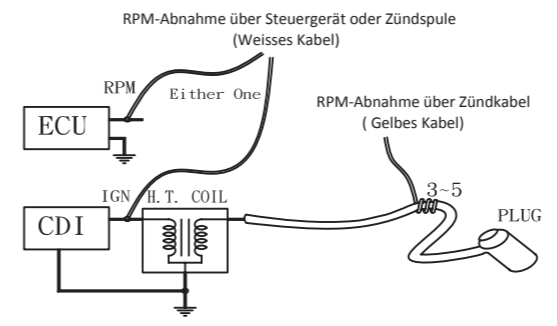 RPM-Abnahme über Steuergerät oder Zündspule
(Weisses Kabel)
RPM
Either One
ECU
RPM-Abnahme über Zündkabel
( Gelbes Kabel)
IGN
H.T. COIL
3~5
CDI
PLUG